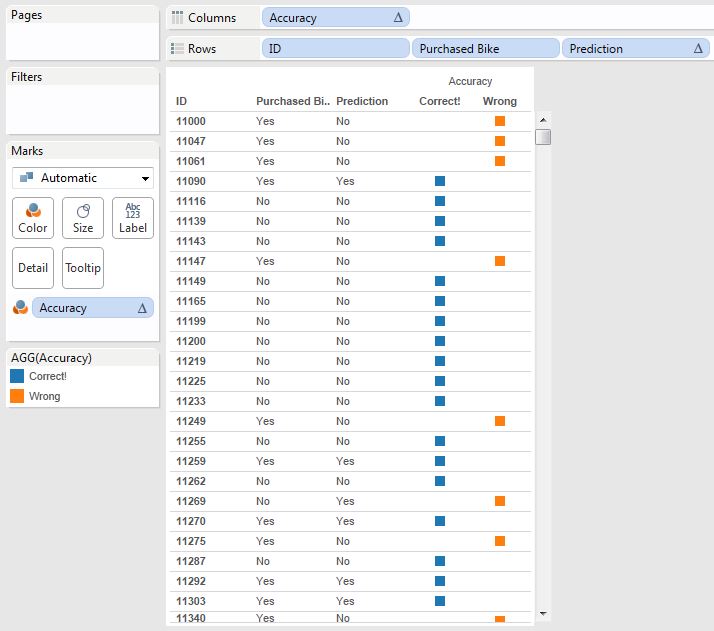 Pages
Columns Accuracy Δ
Rows ID Purchased Bike Prediction Δ
Filters
Marks
Automatic
Color Size Abc 123 Label
Detail Tooltip
Accuracy Δ
AGG(Accuracy)
Correct!
Wrong
Accuracy
ID Purchased Bi.. Prediction Correct! Wrong
11000 Yes No
11047 Yes No
11061 Yes No
11090 Yes Yes
11116 No No
11139 No No
11143 No No
11147 Yes No
11149 No No
11165 No No
11199 No No
11200 No No
11219 No No
11225 No No
11233 No No
11249 Yes No
11255 No No
11259 Yes Yes
11262 No No
11269 No Yes
11270 Yes Yes
11275 Yes No
11287 No No
11292 Yes Yes
11303 Yes Yes
11340 Yes No